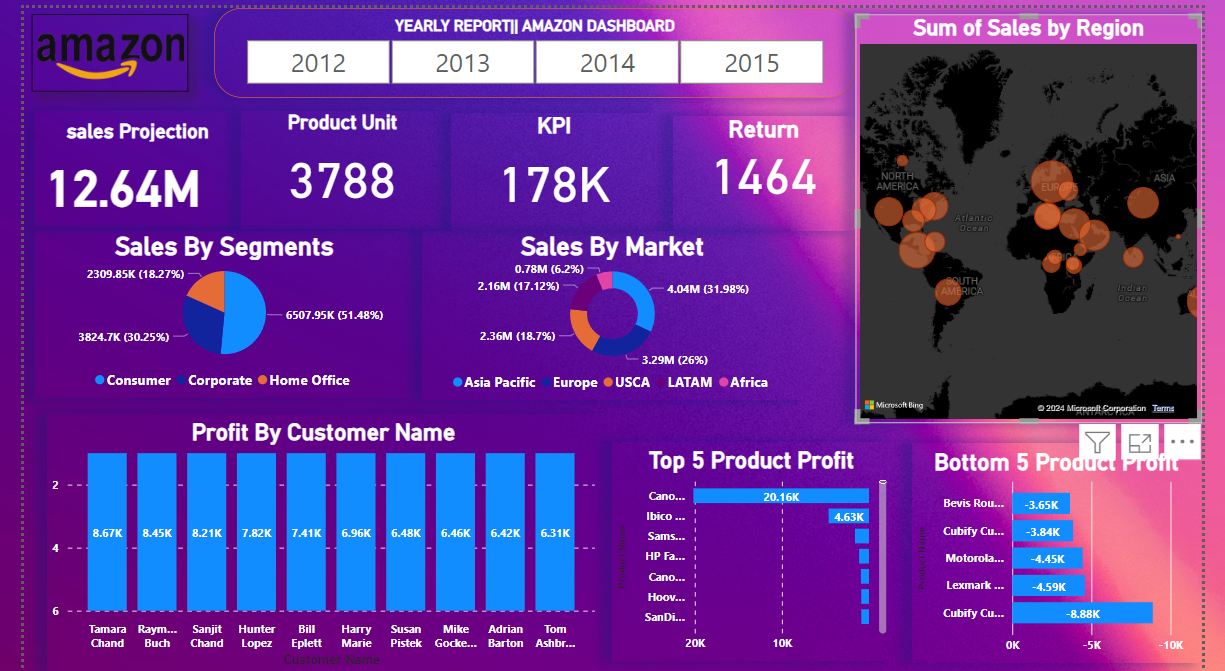 amazon
YEARLY REPORT|| AMAZON DASHBOARD
2012 2013 2014 2015
sales Projection
12.64M
Product Unit
3788
KPI
178K
Return
1464
Sum of Sales by Region
NORTH
AMERICA
EUROPE
ASIA
Atlantic
Ocean
AFRICA
SOUTH
AMERICA
Indian
Ocean
Microsoft Bing
© 2024 Microsoft Corporation Terms
ANTARCTICA
Sales By Segments
2309.85K (18.27%)
6507.95K (51.48%)
3824.7K (30.25%)
Consumer Corporate Home Office
Sales By Market
0.78M (6.2%)
2.16M (17.12%)
4.04M (31.98%)
2.36M (18.7%)
3.29M (26%)
Asia Pacific Europe USCA LATAM Africa
Profit By Customer Name
2
4
6
8.67K 8.45K 8.21K 7.82K 7.41K 6.96K 6.48K 6.46K 6.42K 6.31K
Tamara Raym... Sanjit Hunter Bill Harry Susan Mike Adrian Tom
Chand Buch Chand Lopez Eplett Marie Pistek Gocke... Barton Ashbr...
Customer Name
Top 5 Product Profit
Product Name
Cano... 20.16K
Ibico ... 4.63K
Sams...
HP Fa...
Cano...
Hoov...
SanDi...
20K 10K
Bottom 5 Product Profit
Product Name
Bevis Rou... -3.65K
Cubify Cu... -3.84K
Motorola... -4.45K
Lexmark ... -4.59K
Cubify Cu... -8.88K
0K -5K -10K